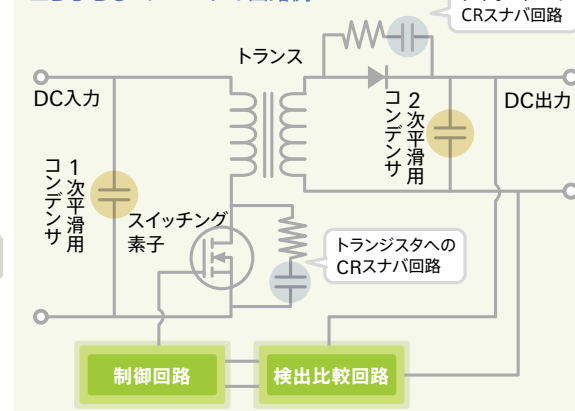 CRスナバ回路
トランス
DC入力
DC出力
1次平滑用
コンデンサ
2次平滑用
コンデンサ
スイッチング
素子
トランジスタへの
CRスナバ回路
制御回路
検出比較回路